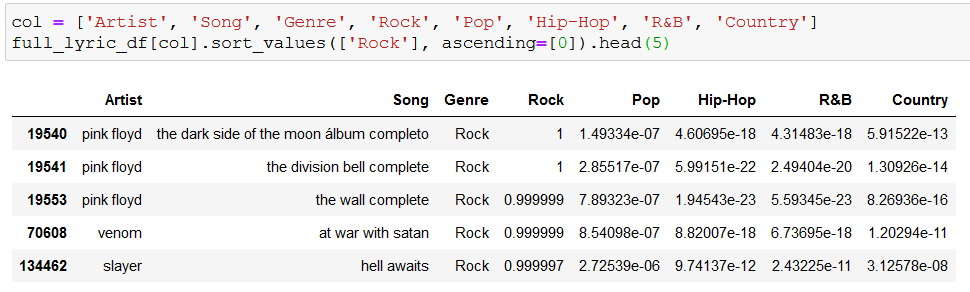 col = ['Artist', 'Song', 'Genre', 'Rock', 'Pop', 'Hip-Hop', 'R&B', 'Country']
full_lyric_df[col].sort_values(['Rock'], ascending=[0]).head(5)
Artist Song Genre Rock Pop Hip-Hop R&B Country
19540 pink floyd the dark side of the moon álbum completo Rock 1 1.49334e-07 4.60695e-18 4.31483e-18 5.91522e-13
19541 pink floyd the division bell complete Rock 1 2.85517e-07 5.99151e-22 2.49404e-20 1.30926e-14
19553 pink floyd the wall complete Rock 0.999999 7.89323e-07 1.94543e-23 5.59345e-23 8.26936e-16
70608 venom at war with satan Rock 0.999999 8.54098e-07 8.82007e-18 6.73695e-18 1.20294e-11
134462 slayer hell awaits Rock 0.999997 2.72539e-06 9.74137e-12 2.43225e-11 3.12578e-08